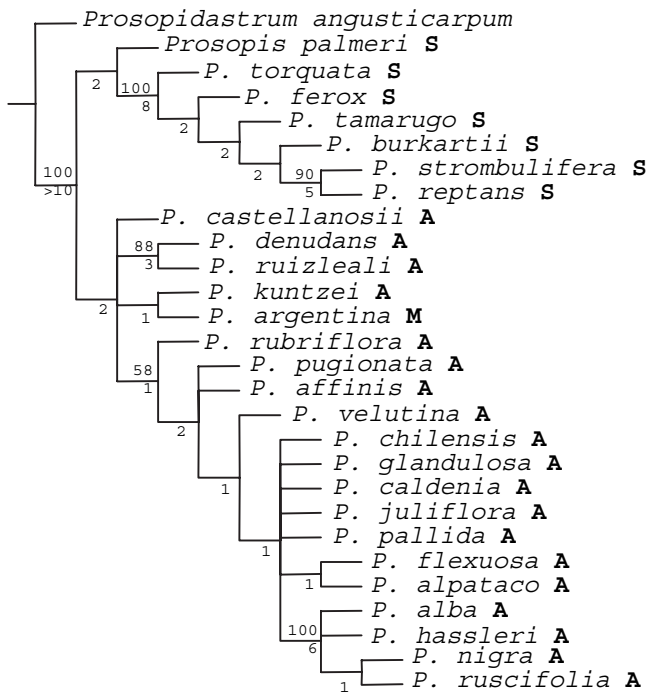 Prosopidastrum angusticarpum
Prosopis palmeri S
2
P. torquata S
100
8
P. ferox S
2
P. tamarugo S
2
P. burkartii S
2
P. strombulifera S
90
5
P. reptans S
100
>10
P. castellanosii A
P. denudans A
88
3
P. ruizleali A
P. kuntzei A
2
1
P. argentina M
P. rubriflora A
P. pugionata A
58
1
P. affinis A
P. velutina A
2
P. chilensis A
P. glandulosa A
P. caldenia A
1
P. juliflora A
P. pallida A
1
P. flexuosa A
1
P. alpataco A
P. alba A
100
6
P. hassleri A
P. nigra A
1
P. ruscifolia A